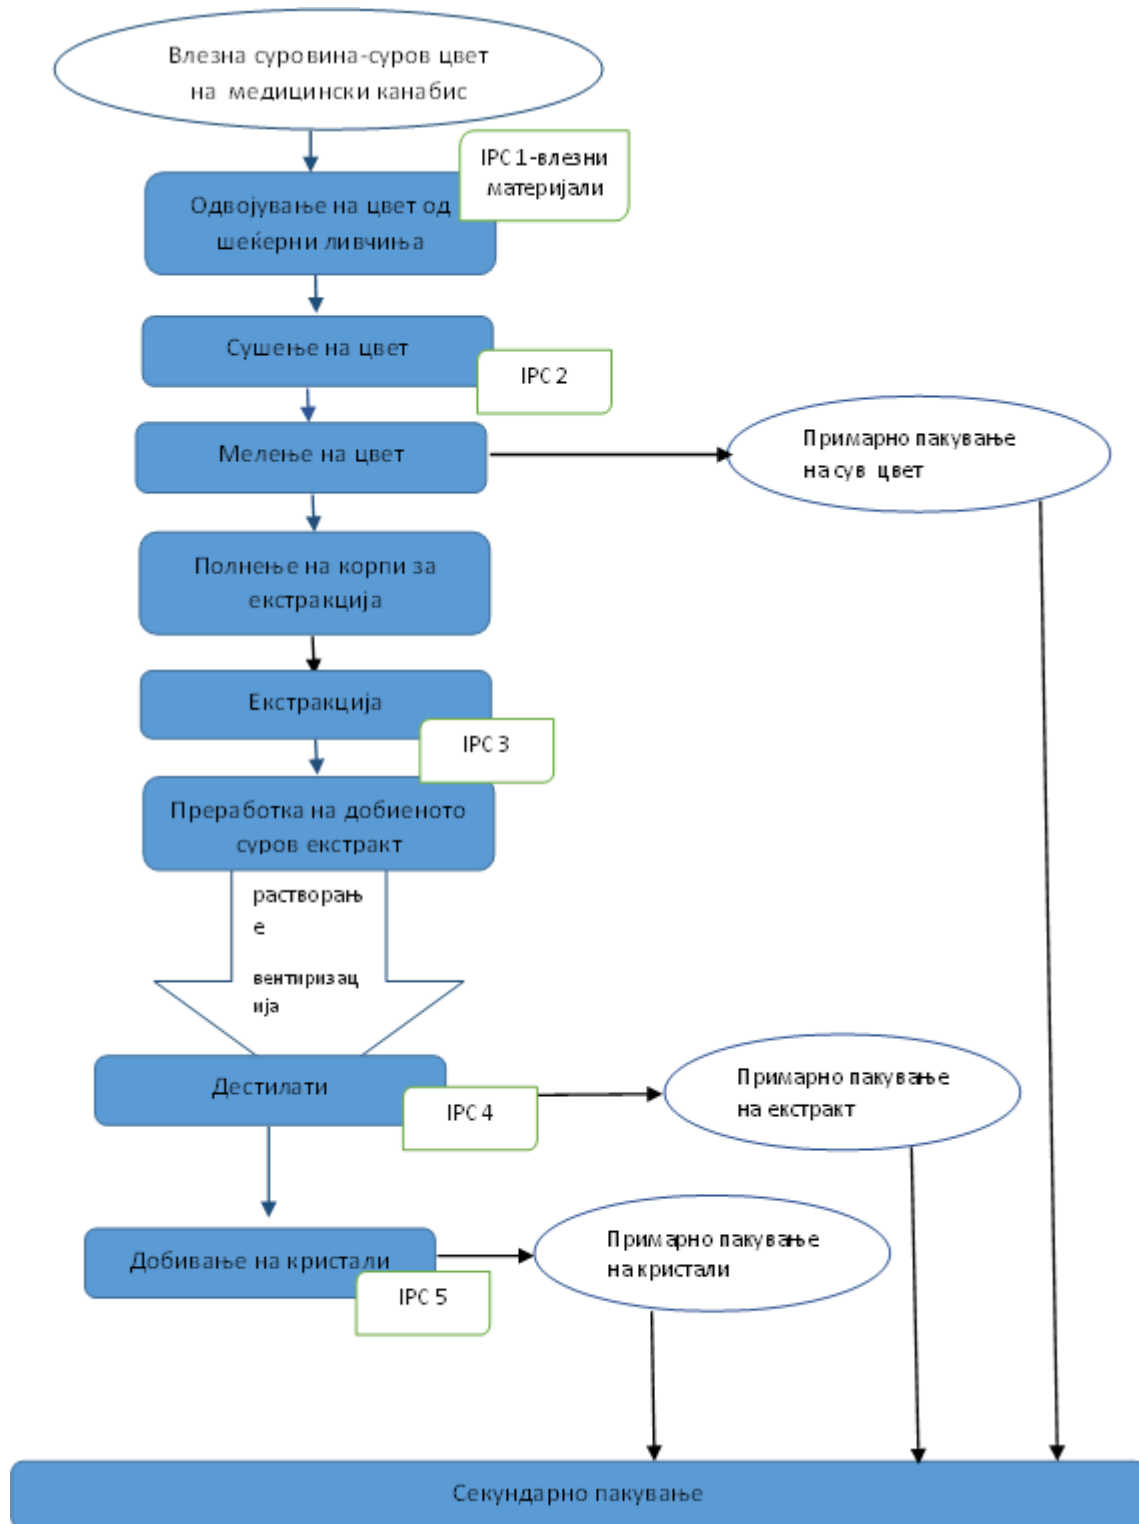 Влезна суровина-суров цвет
на медицински канабис
IPC 1-влезни
материјали
Одвојување на цвет од
шеќерни ливчиња
Сушење на цвет
IPC 2
Мелење на цвет
Примарно пакување
на сув цвет
Полнење на корпи за
екстракција
Екстракција
IPC 3
Преработка на добиеното
суров екстракт
растворањ
е
вентиризац
ија
Дестилати
IPC 4
Примарно пакување
на екстракт
Добивање на кристали
IPC 5
Примарно пакување
на кристали
Секундарно пакување